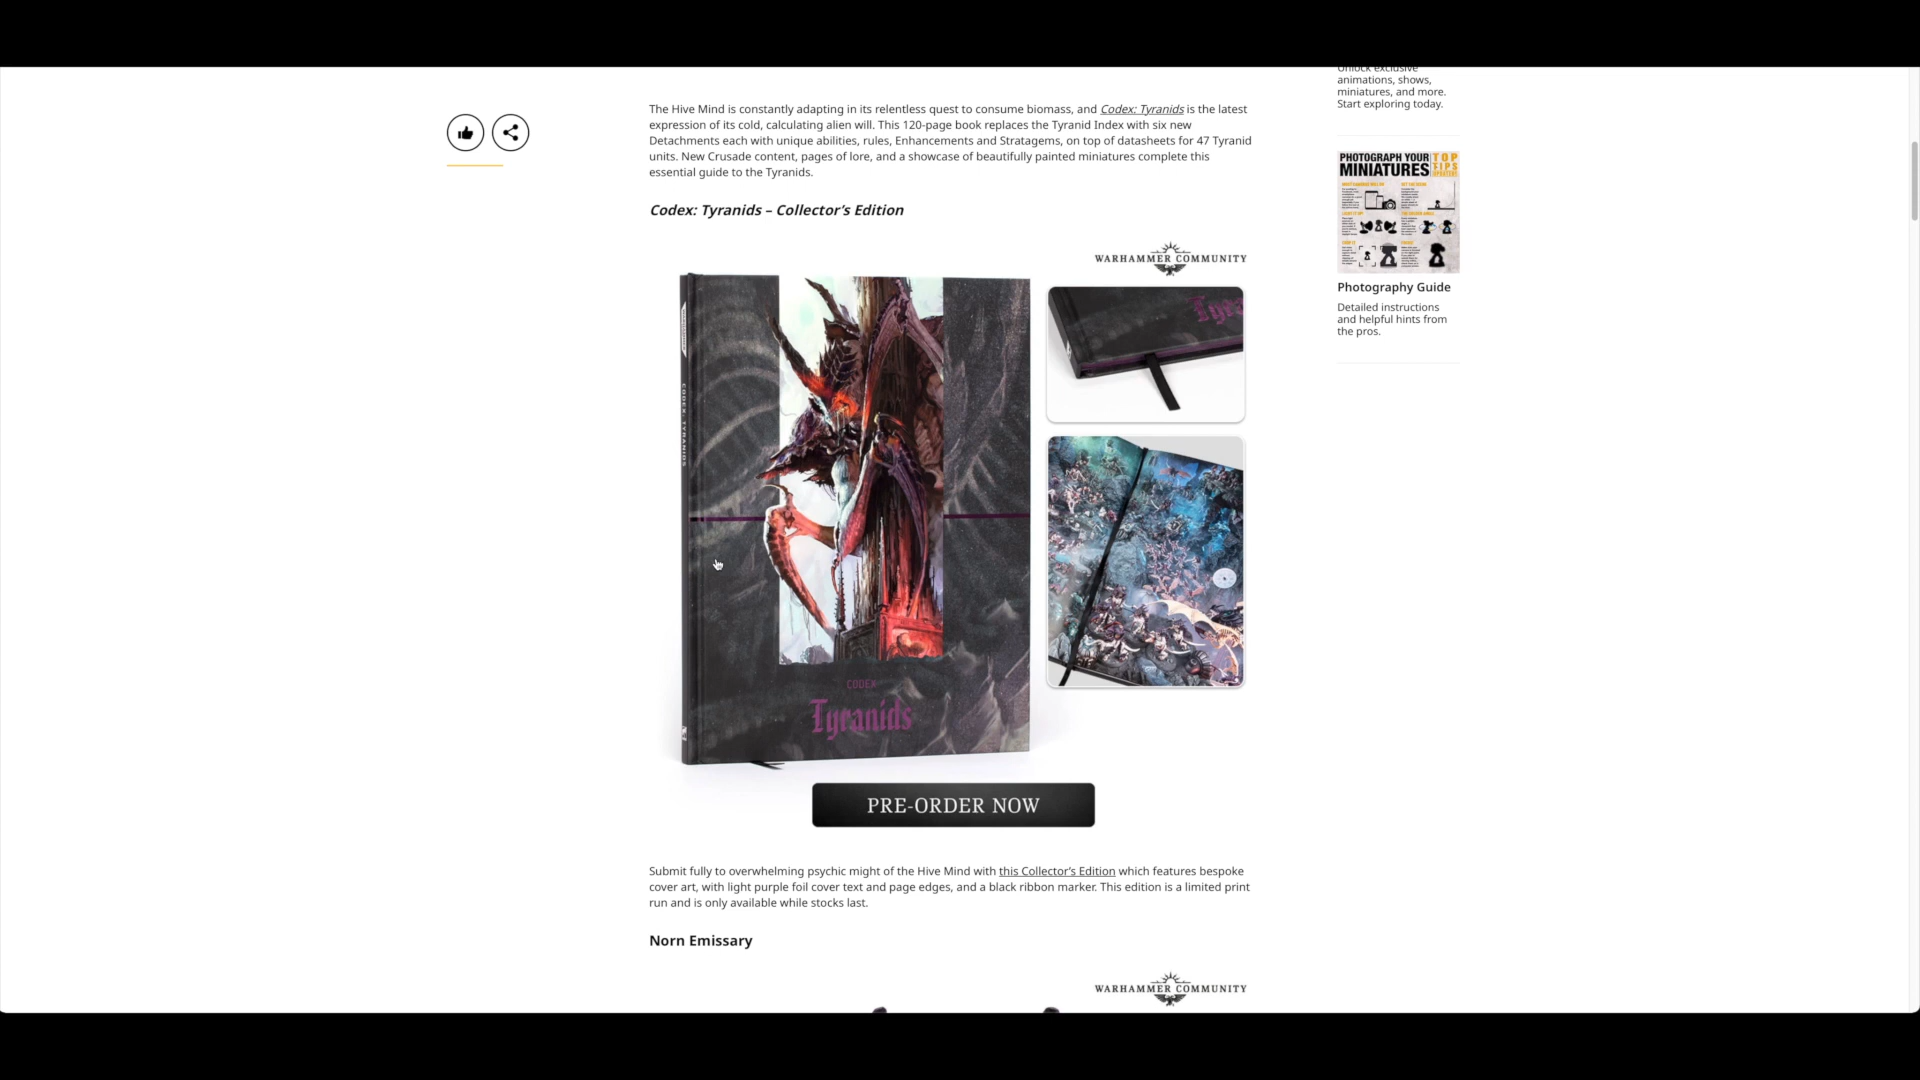 Unlock exclusive
animations, shows,
miniatures, and more.
Start exploring today.
The Hive Mind is constantly adapting in its relentless quest to consume biomass, and Codex: Tyranids is the latest
expression of its cold, calculating alien will. This 120-page book replaces the Tyranid Index with six new
Detachments each with unique abilities, rules, Enhancements and Stratagems, on top of datasheets for 47 Tyranid
units. New Crusade content, pages of lore, and a showcase of beautifully painted miniatures complete this
essential guide to the Tyranids.
Codex: Tyranids – Collector’s Edition
WARHAMMER COMMUNITY
CODEX: TYRANIDS
CODEX
Tyranids
PRE-ORDER NOW
Submit fully to overwhelming psychic might of the Hive Mind with this Collector’s Edition which features bespoke
cover art, with light purple foil cover text and page edges, and a black ribbon marker. This edition is a limited print
run and is only available while stocks last.
Norn Emissary
WARHAMMER COMMUNITY
PHOTOGRAPH YOUR
MINIATURES
TOP
TIPS
Photography Guide
Detailed instructions
and helpful hints from
the pros.